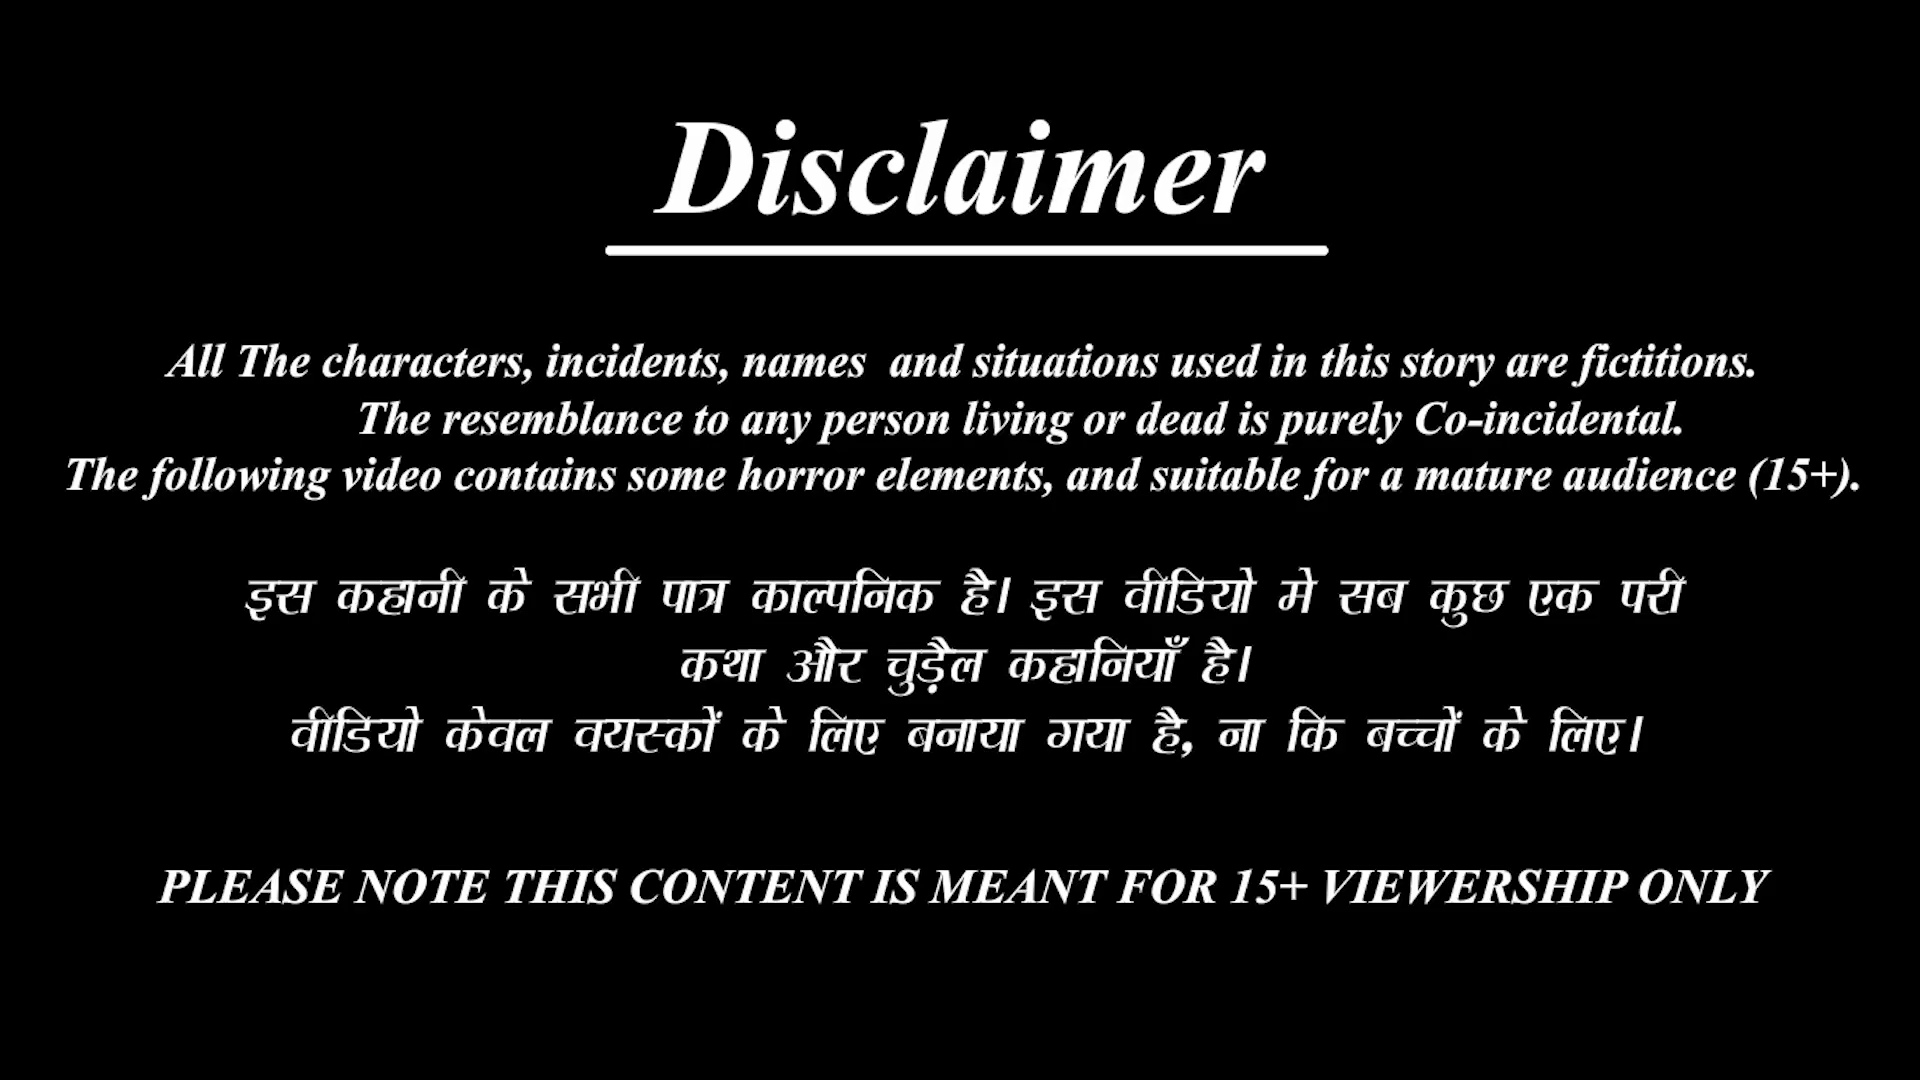 Disclaimer
All The characters, incidents, names and situations used in this story are fictitions.
The resemblance to any person living or dead is purely Co-incidental.
The following video contains some horror elements, and suitable for a mature audience (15+).
इस कहानी के सभी पात्र काल्पनिक है। इस वीडियो मे सब कुछ एक परी
कथा और चुड़ैल कहानियाँ है।
वीडियो केवल वयस्कों के लिए बनाया गया है, ना कि बच्चों के लिए।
PLEASE NOTE THIS CONTENT IS MEANT FOR 15+ VIEWERSHIP ONLY